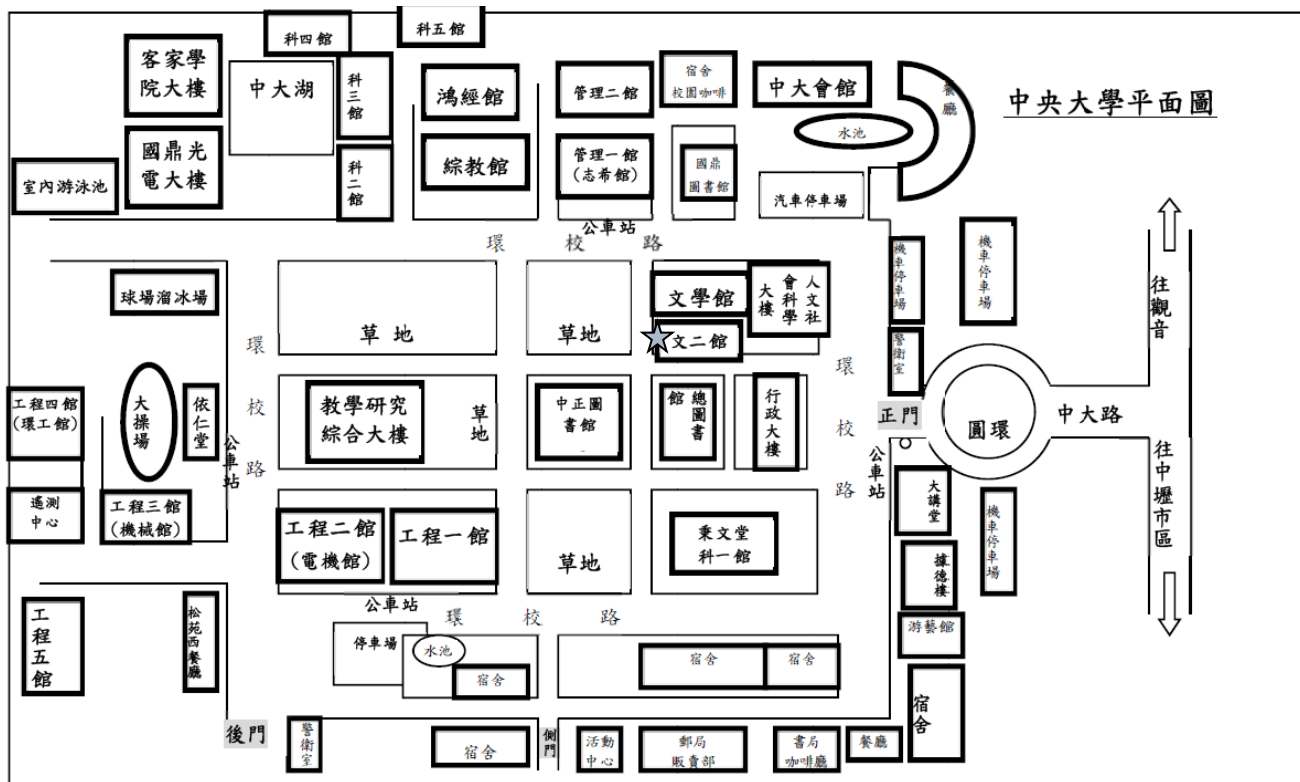 科五館
科四館
客家學
院大樓
中大湖
科三館
鴻經館
管理二館
宿舍
校園咖啡
中大會館
餐廳
中央大學平面圖
水池
國鼎光
電大樓
室內游泳池
科二館
綜教館
管理一館
(志希館)
國鼎
圖書館
汽車停車場
公車站
環校路
機車停車場
機車停車場
往觀音
球場溜冰場
文學館
人文社
會科學
大樓
草地
草地
文二館
警衛室
環校路
環校路
工程四館
(環工館)
大操場
依仁堂
公車站
教學研究
綜合大樓
草地
中正圖
書館
總圖書
館
行政大樓
正門
圓環
中大路
公車站
往中壢市區
遙測
中心
工程三館
(機械館)
工程二館
(電機館)
工程一館
草地
秉文堂
科一館
大講堂
機車停車場
據德樓
公車站
環校路
工程五館
松苑西餐廳
停車場
水池
宿舍
宿舍
宿舍
游藝館
宿舍
後門
警衛室
宿舍
側門
活動
中心
郵局
販賣部
書局
咖啡廳
餐廳